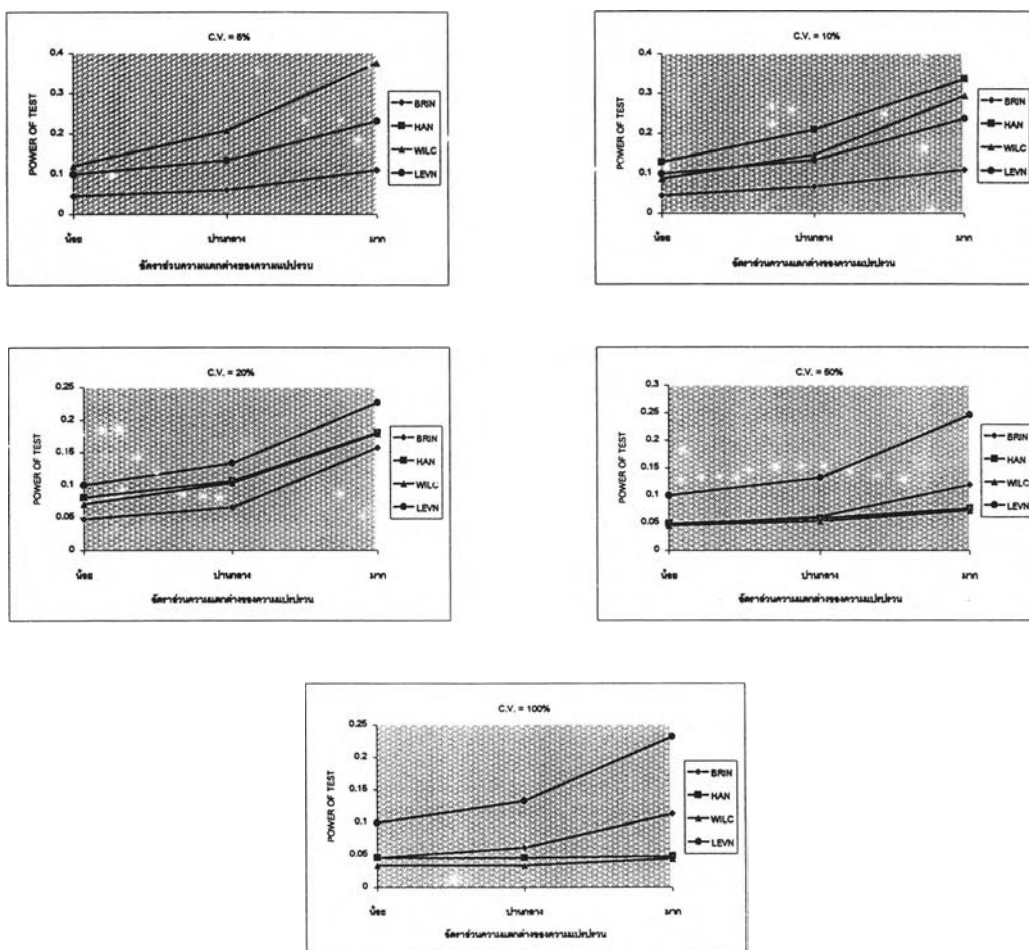 C.V. = 5%
POWER OF TEST
0.4
0.3
0.2
0.1
0
น้อย
ปานกลาง
มาก
อัตราส่วนความแตกต่างของความแปรปรวน
BRIN
HAN
WILC
LEVN
C.V. = 10%
POWER OF TEST
0.4
0.3
0.2
0.1
0
น้อย
ปานกลาง
มาก
อัตราส่วนความแตกต่างของความแปรปรวน
BRIN
HAN
WILC
LEVN
C.V. = 20%
POWER OF TEST
0.25
0.2
0.15
0.1
0.05
0
น้อย
ปานกลาง
มาก
อัตราส่วนความแตกต่างของความแปรปรวน
BRIN
HAN
WILC
LEVN
C.V. = 50%
POWER OF TEST
0.3
0.25
0.2
0.15
0.1
0.05
0
น้อย
ปานกลาง
มาก
อัตราส่วนความแตกต่างของความแปรปรวน
BRIN
HAN
WILC
LEVN
C.V. = 100%
POWER OF TEST
0.25
0.2
0.15
0.1
0.05
0
น้อย
ปานกลาง
มาก
อัตราส่วนความแตกต่างของความแปรปรวน
BRIN
HAN
WILC
LEVN